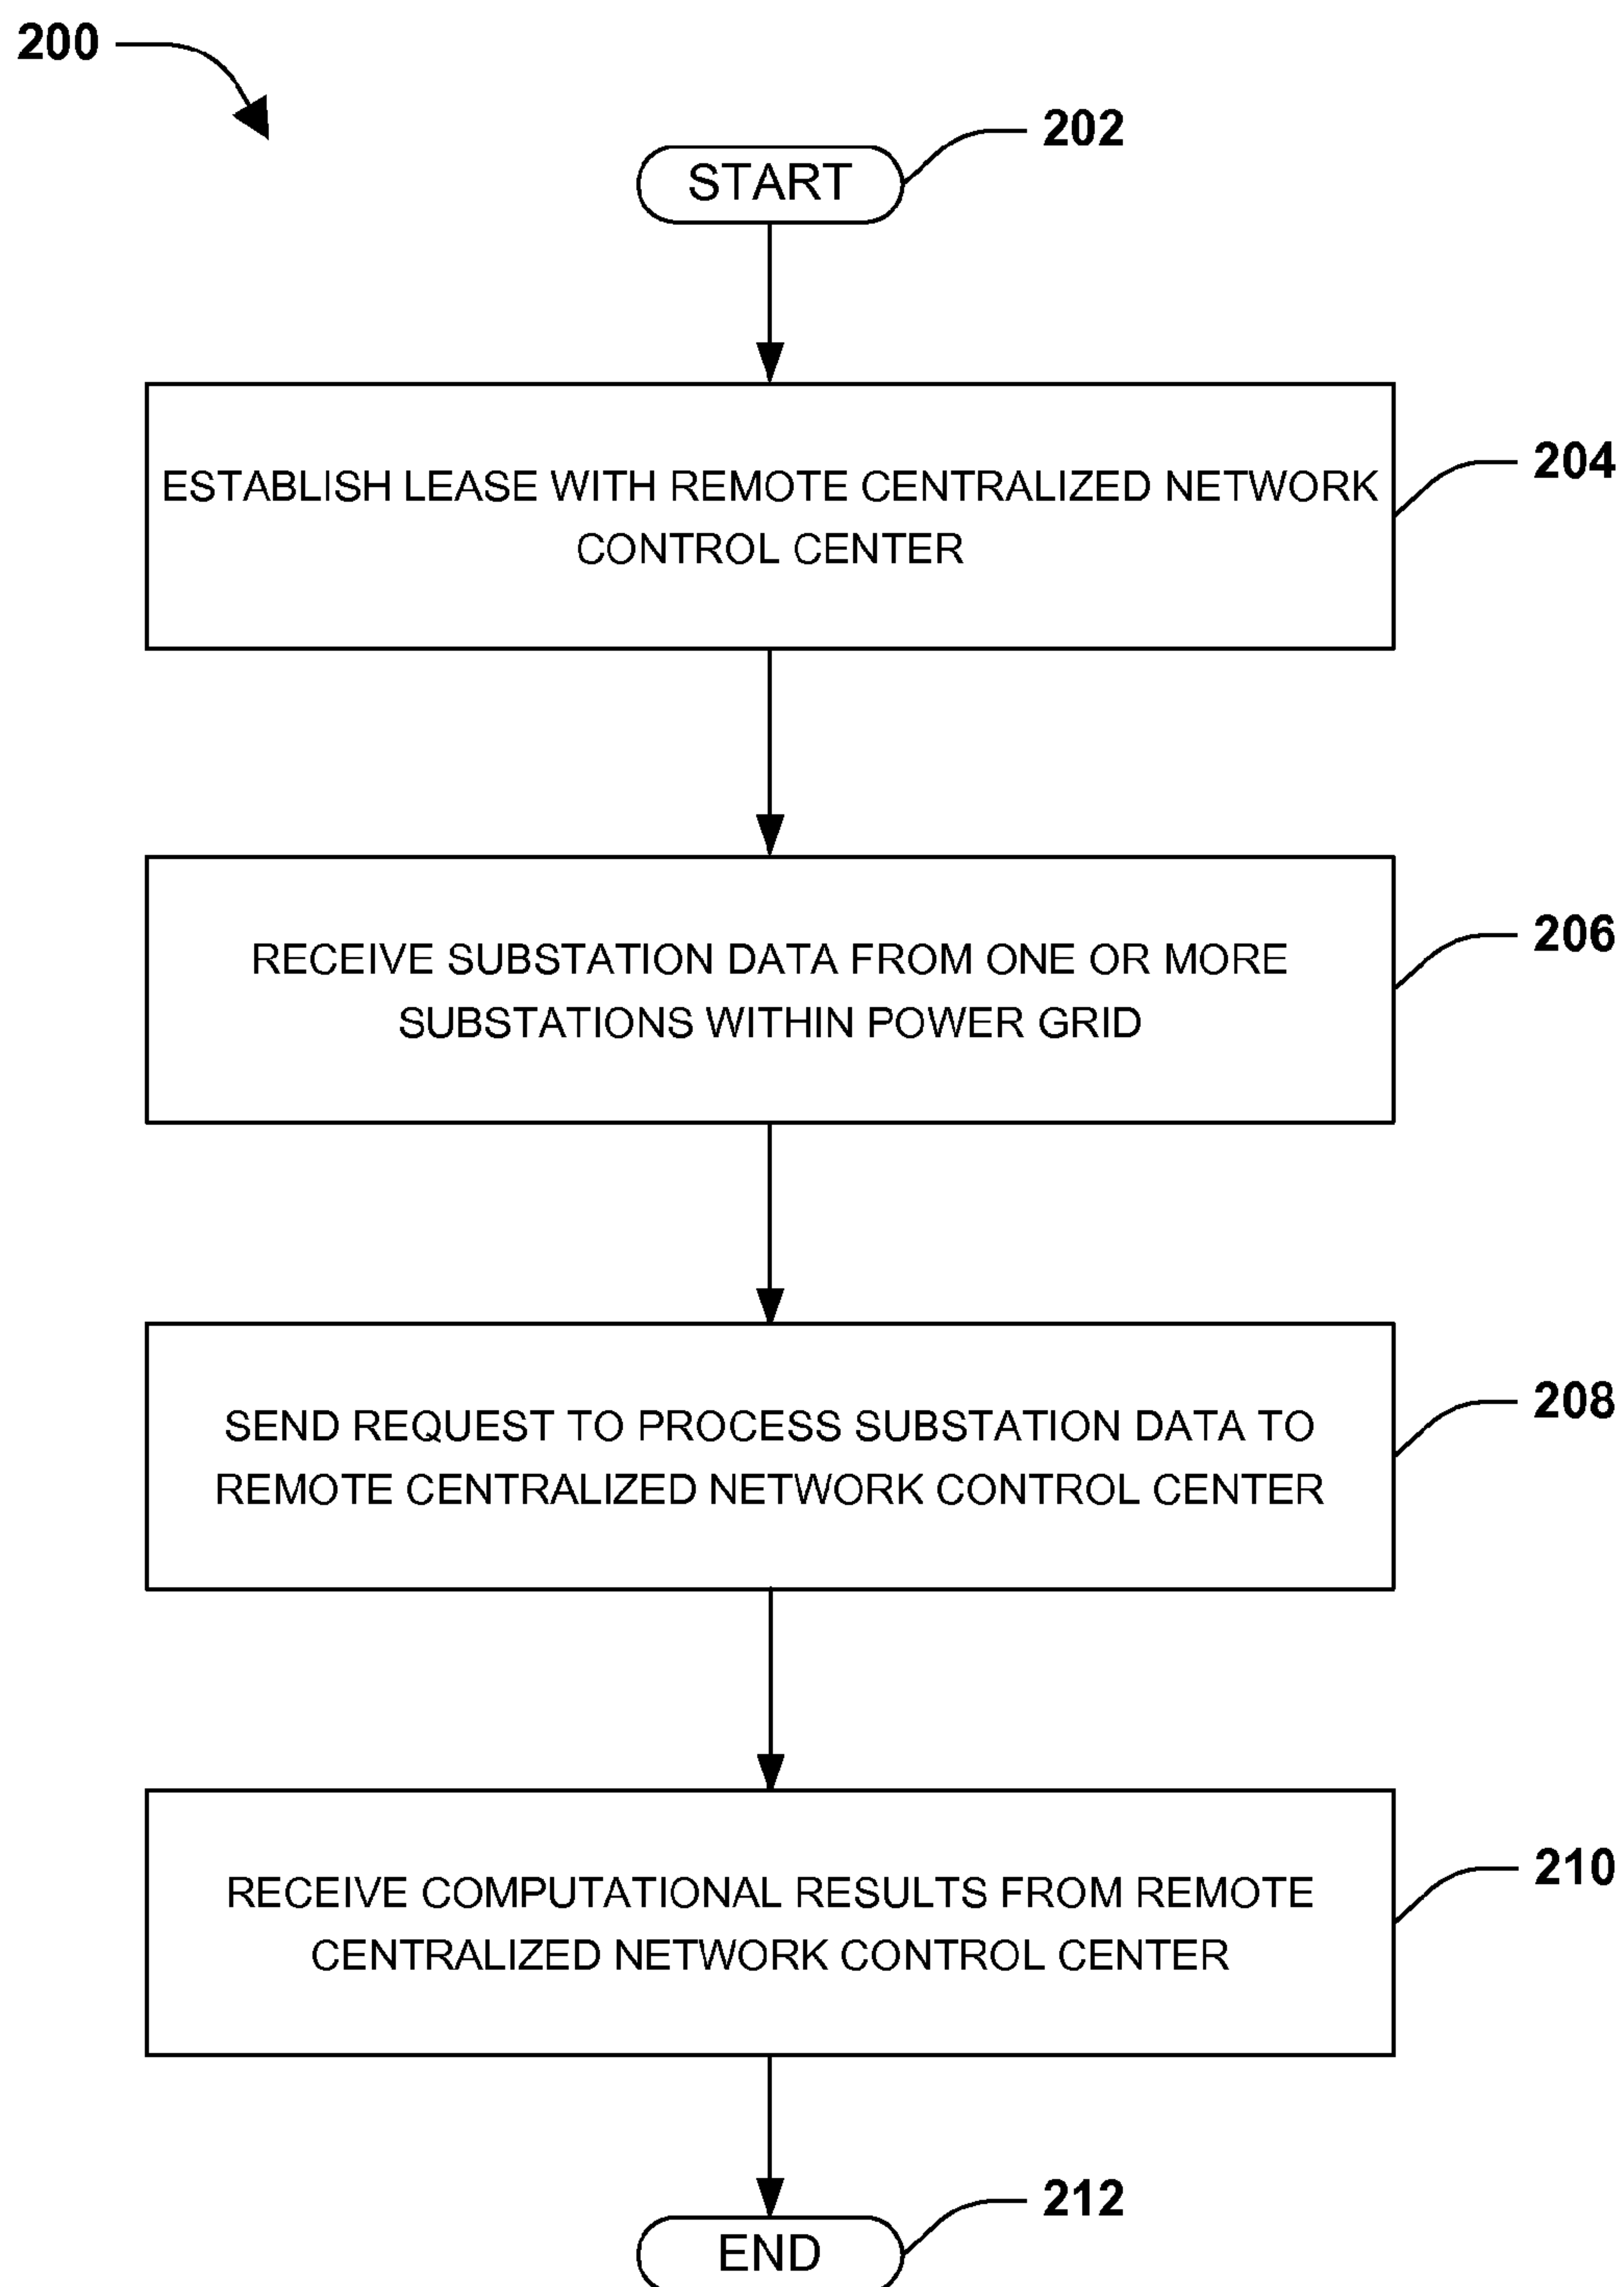 200
202
START
ESTABLISH LEASE WITH REMOTE CENTRALIZED NETWORK
CONTROL CENTER
204
RECEIVE SUBSTATION DATA FROM ONE OR MORE
SUBSTATIONS WITHIN POWER GRID
206
SEND REQUEST TO PROCESS SUBSTATION DATA TO
REMOTE CENTRALIZED NETWORK CONTROL CENTER
208
RECEIVE COMPUTATIONAL RESULTS FROM REMOTE
CENTRALIZED NETWORK CONTROL CENTER
210
212
END